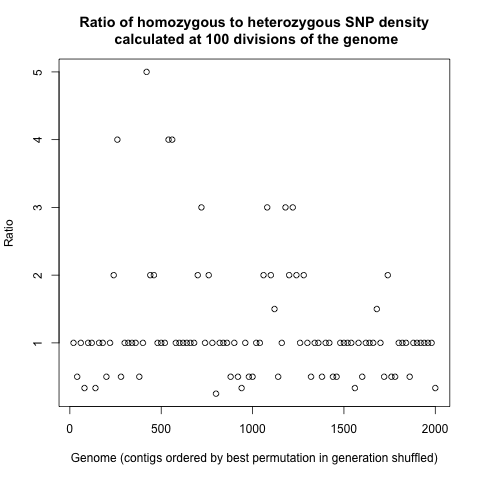 Ratio of homozygous to heterozygous SNP density
calculated at 100 divisions of the genome
5
4
3
2
1
Ratio
0
500
1000
1500
2000
Genome (contigs ordered by best permutation in generation shuffled)